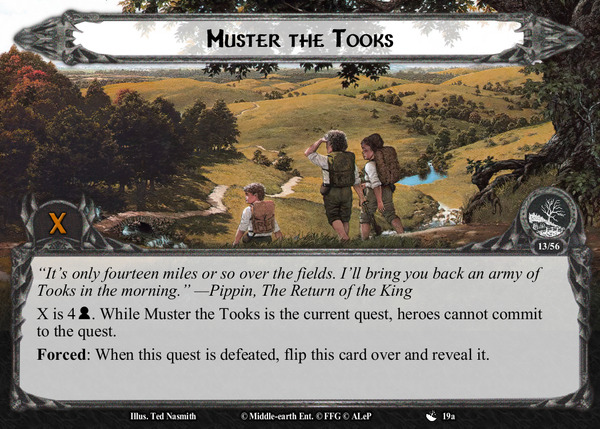 Muster the Tooks
X
13/56
“It’s only fourteen miles or so over the fields. I’ll bring you back an army of
Tooks in the morning.” —Pippin, The Return of the King
X is 4. While Muster the Tooks is the current quest, heroes cannot commit
to the quest.
Forced: When this quest is defeated, flip this card over and reveal it.
Illus. Ted Nasmith © Middle-earth Ent. © FFG © ALeP 19a